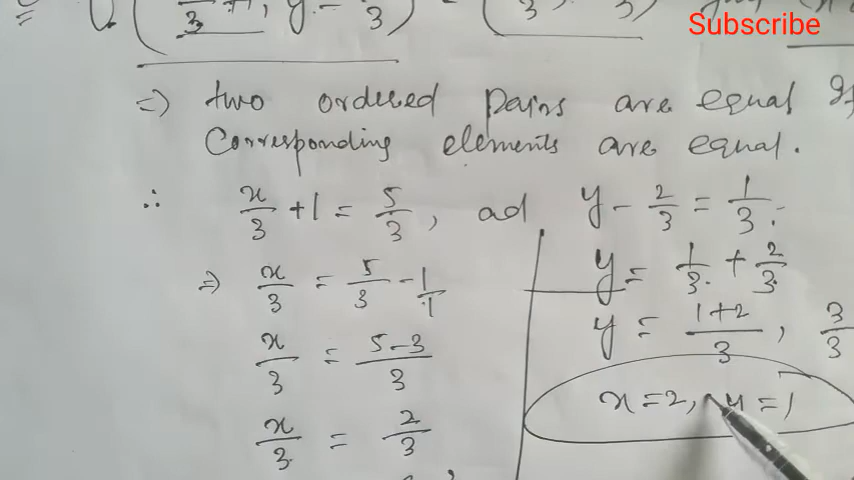 Subscribe
⇒ two ordered pairs are equal If
Corresponding elements are equal.
∴ x/3 + 1 = 5/3, ad y - 2/3 = 1/3.
⇒ x/3 = 5/3 - 1/1
y = 1/3 + 2/3
x/3 = 5-3/3
y = 1+2/3, 3/3
x = 2, y = 1
x/3 = 2/3